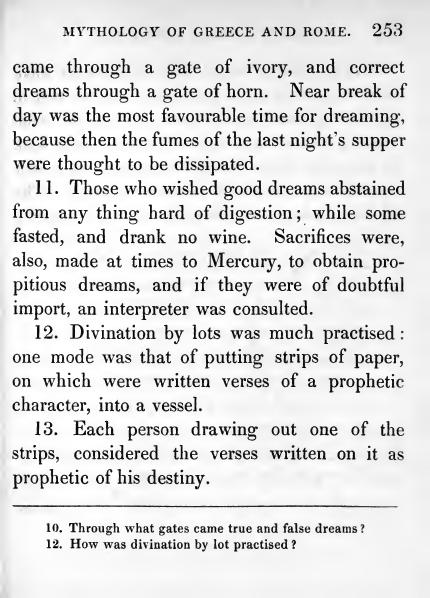 MYTHOLOGY OF GREECE AND ROME. 253
came through a gate of ivory, and correct
dreams through a gate of horn. Near break of
day was the most favourable time for dreaming,
because then the fumes of the last night's supper
were thought to be dissipated.
11. Those who wished good dreams abstained
from any thing hard of digestion; while some
fasted, and drank no wine. Sacrifices were,
also, made at times to Mercury, to obtain pro-
pitious dreams, and if they were of doubtful
import, an interpreter was consulted.
12. Divination by lots was much practised:
one mode was that of putting strips of paper,
on which were written verses of a prophetic
character, into a vessel.
13. Each person drawing out one of the
strips, considered the verses written on it as
prophetic of his destiny.
10. Through what gates came true and false dreams?
12. How was divination by lot practised?